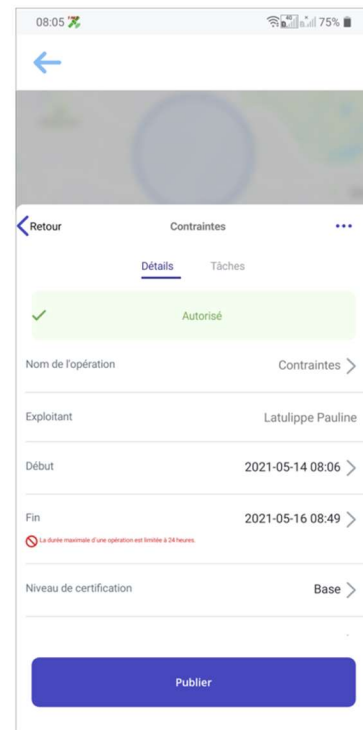 08:05 75%
Retour Contraintes
Détails Tâches
Autorisé
Nom de l'opération Contraintes
Exploitant Latulippe Pauline
Début 2021-05-14 08:06
Fin 2021-05-16 08:49
La durée maximale d'une opération est limitée à 24 heures.
Niveau de certification Base
Publier